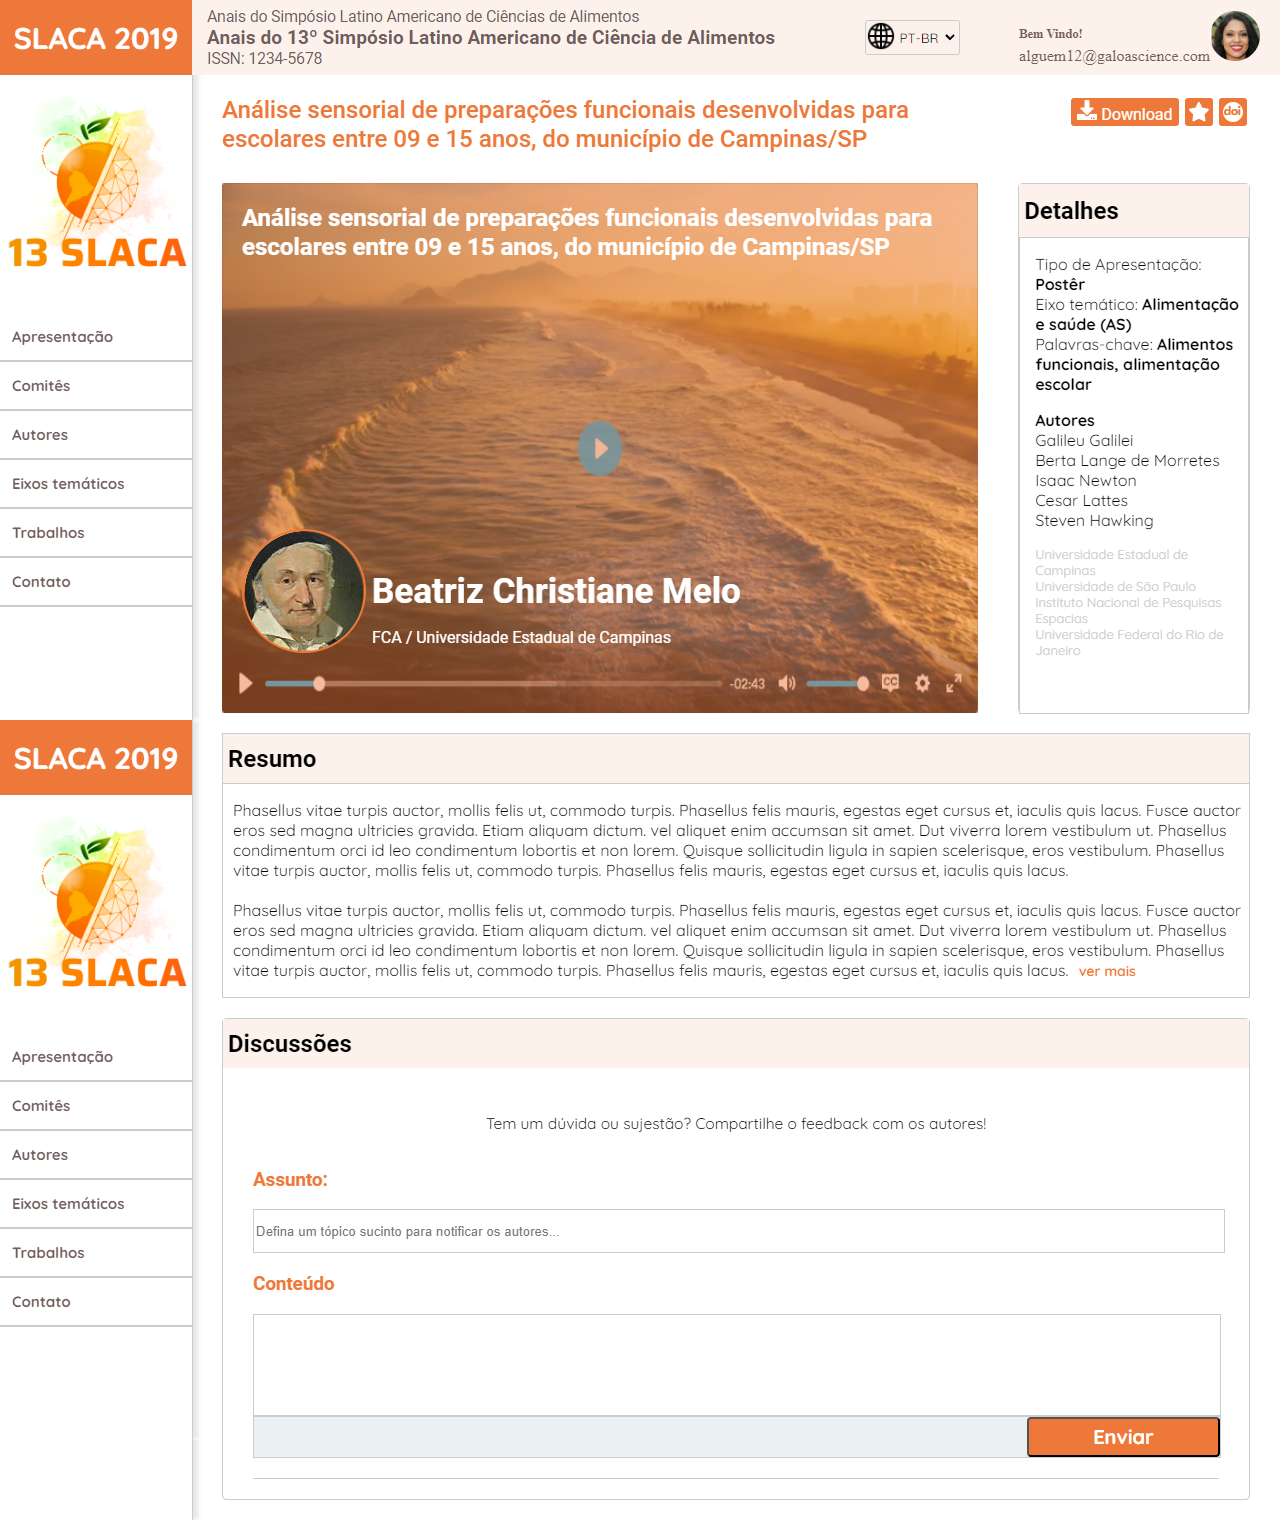 SLACA 2019
Anais do Simpósio Latino Americano de Ciências de Alimentos
Anais do 13º Simpósio Latino Americano de Ciência de Alimentos
ISSN: 1234-5678
PT-BR
Bem Vindo!
alguem12@galoascience.com
13 SLACA
Apresentação
Comitês
Autores
Eixos temáticos
Trabalhos
Contato
Análise sensorial de preparações funcionais desenvolvidas para
escolares entre 09 e 15 anos, do município de Campinas/SP
Download
doi
Análise sensorial de preparações funcionais desenvolvidas para
escolares entre 09 e 15 anos, do município de Campinas/SP
Beatriz Christiane Melo
FCA / Universidade Estadual de Campinas
-02:43
CC
Detalhes
Tipo de Apresentação:
Postêr
Eixo temático: Alimentação
e saúde (AS)
Palavras-chave: Alimentos
funcionais, alimentação
escolar
Autores
Galileu Galilei
Berta Lange de Morretes
Isaac Newton
Cesar Lattes
Steven Hawking
Universidade Estadual de
Campinas
Universidade de São Paulo
Instituto Nacional de Pesquisas
Espacias
Universidade Federal do Rio de
Janeiro
SLACA 2019
13 SLACA
Apresentação
Comitês
Autores
Eixos temáticos
Trabalhos
Contato
Resumo
Phasellus vitae turpis auctor, mollis felis ut, commodo turpis. Phasellus felis mauris, egestas eget cursus et, iaculis quis lacus. Fusce auctor
eros sed magna ultricies gravida. Etiam aliquam dictum. vel aliquet enim accumsan sit amet. Dut viverra lorem vestibulum ut. Phasellus
condimentum orci id leo condimentum lobortis et non lorem. Quisque sollicitudin ligula in sapien scelerisque, eros vestibulum. Phasellus
vitae turpis auctor, mollis felis ut, commodo turpis. Phasellus felis mauris, egestas eget cursus et, iaculis quis lacus.
Phasellus vitae turpis auctor, mollis felis ut, commodo turpis. Phasellus felis mauris, egestas eget cursus et, iaculis quis lacus. Fusce auctor
eros sed magna ultricies gravida. Etiam aliquam dictum. vel aliquet enim accumsan sit amet. Dut viverra lorem vestibulum ut. Phasellus
condimentum orci id leo condimentum lobortis et non lorem. Quisque sollicitudin ligula in sapien scelerisque, eros vestibulum. Phasellus
vitae turpis auctor, mollis felis ut, commodo turpis. Phasellus felis mauris, egestas eget cursus et, iaculis quis lacus. ver mais
Discussões
Tem um dúvida ou sujestão? Compartilhe o feedback com os autores!
Assunto:
Defina um tópico sucinto para notificar os autores...
Conteúdo
Enviar